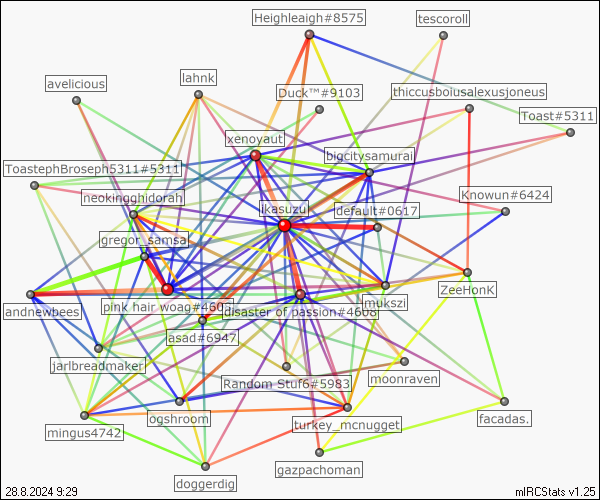 Heighleaigh#8575
tescoroll
avelicious
lahnk
Duck™#9103
thiccusboiusalexusjoneus
Toast#5311
xenoyaut
bigcitysamurai
ToastephBroseph5311#5311
neokingghidorah
Knowun#6424
ikasuzu
default#0617
gregor_samsa
andnewbees
pink hair woag#4603
disaster of passion#4608
mukszi
ZeeHonK
asad#6947
jarlbreadmaker
Random Stuf6#5983
moonraven
mingus4742
ogshroom
turkey_mcnugget
facadas.
doggerdig
gazpachoman
28.8.2024 9:29
mIRCStats v1.25